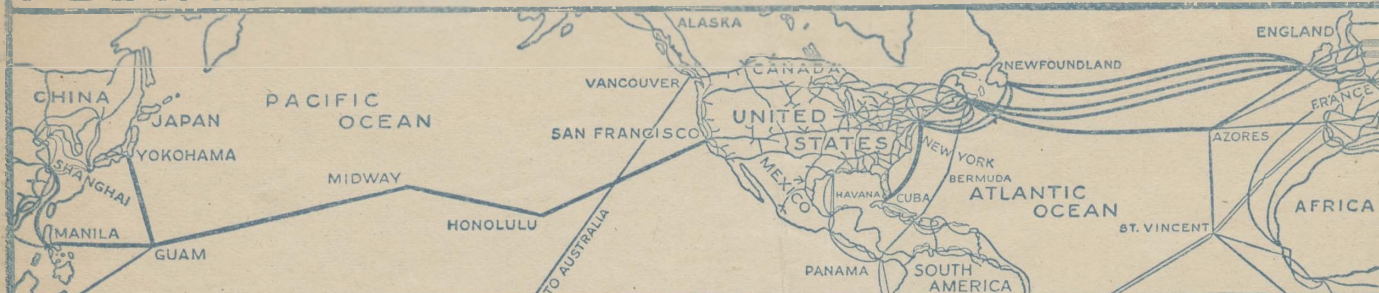 ALASKA
ENGLAND
CANADA
NEWFOUNDLAND
VANCOUVER
CHINA
PACIFIC
OCEAN
JAPAN
FRANCE
UNITED
STATES
SAN FRANCISCO
AZORES
YOKOHAMA
SHANGHAI
NEW YORK
MEXICO
MIDWAY
BERMUDA
HAVANA
CUBA
ATLANTIC
OCEAN
AFRICA
HONOLULU
MANILA
GUAM
TO AUSTRALIA
ST. VINCENT
PANAMA
SOUTH
AMERICA